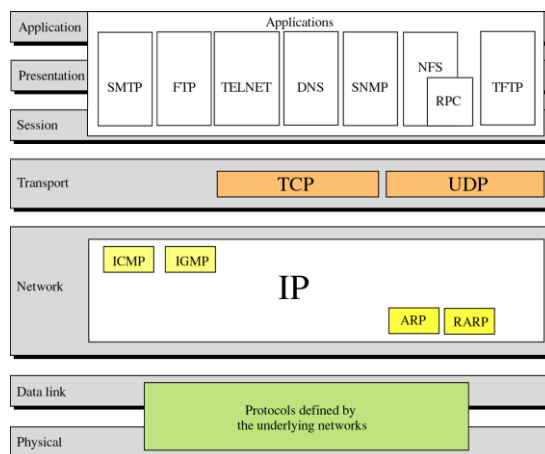 Application
Applications
Presentation
SMTP
FTP
TELNET
DNS
SNMP
NFS
RPC
TFTP
Session
Transport
TCP
UDP
Network
ICMP
IGMP
IP
ARP
RARP
Data link
Protocols defined by
the underlying networks
Physical